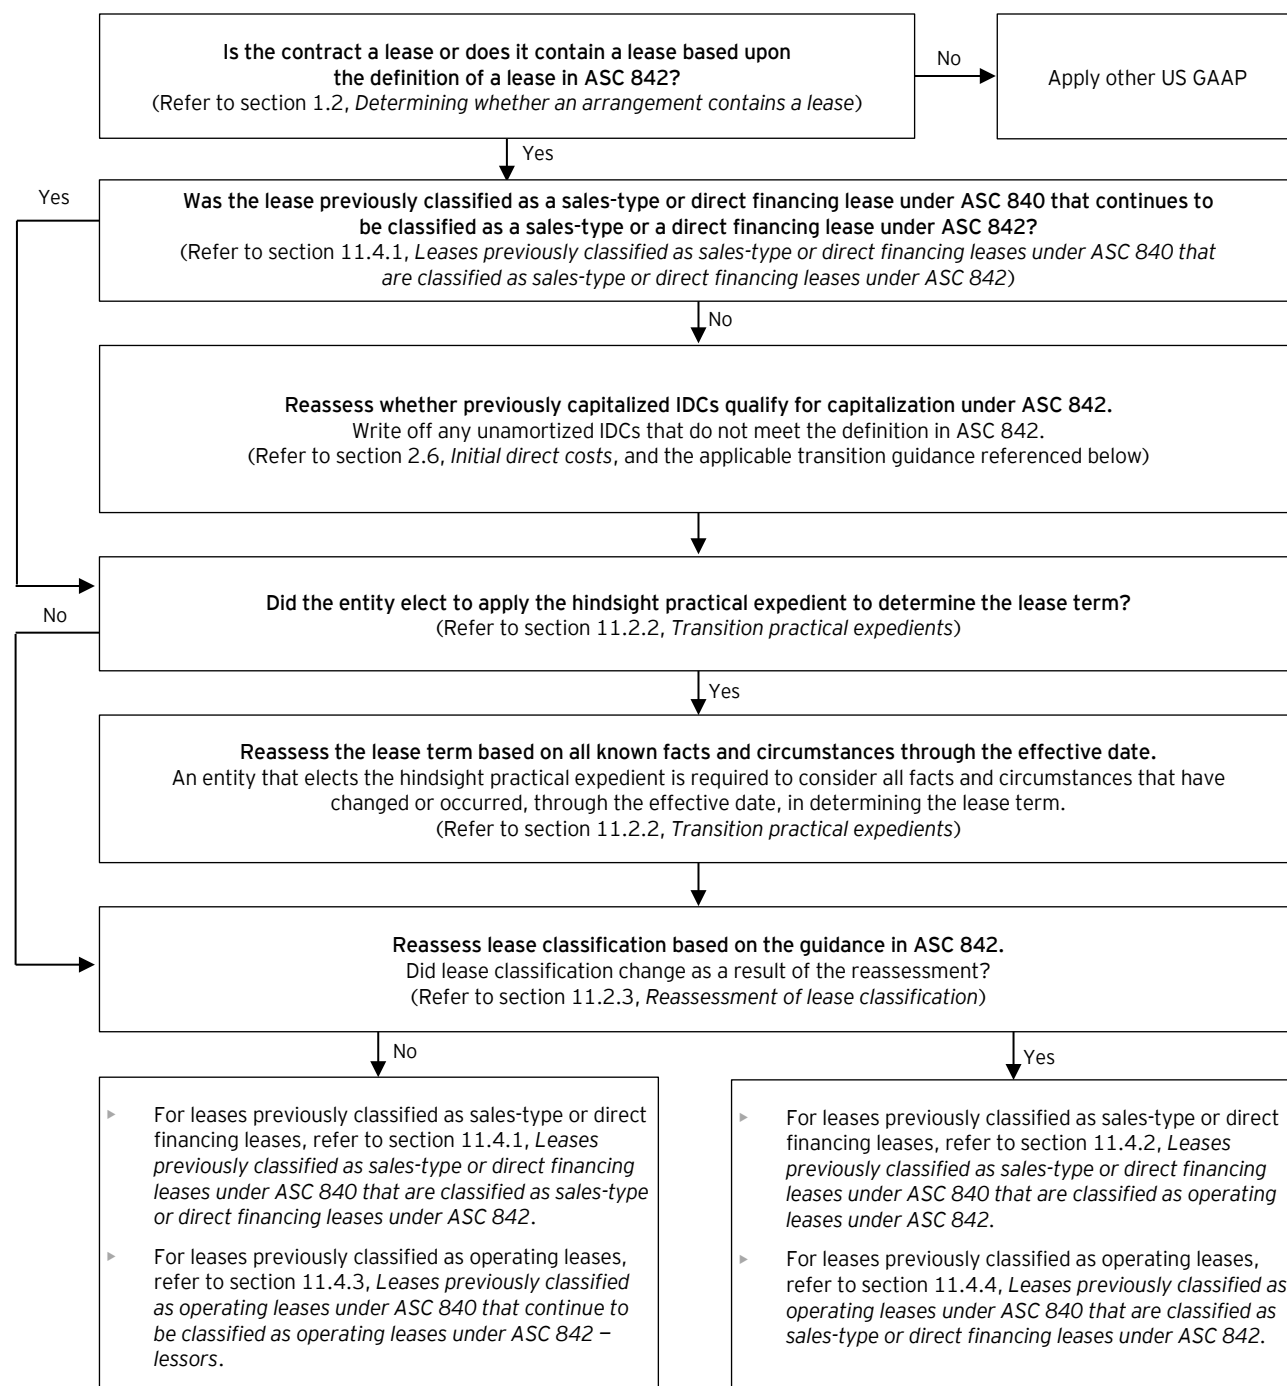 Is the contract a lease or does it contain a lease based upon
the definition of a lease in ASC 842?
(Refer to section 1.2, Determining whether an arrangement contains a lease)
No
Apply other US GAAP
Yes
Yes
Was the lease previously classified as a sales-type or direct financing lease under ASC 840 that continues to
be classified as a sales-type or a direct financing lease under ASC 842?
(Refer to section 11.4.1, Leases previously classified as sales-type or direct financing leases under ASC 840 that
are classified as sales-type or direct financing leases under ASC 842)
No
Reassess whether previously capitalized IDCs qualify for capitalization under ASC 842.
Write off any unamortized IDCs that do not meet the definition in ASC 842.
(Refer to section 2.6, Initial direct costs, and the applicable transition guidance referenced below)
Did the entity elect to apply the hindsight practical expedient to determine the lease term?
(Refer to section 11.2.2, Transition practical expedients)
No
Yes
Reassess the lease term based on all known facts and circumstances through the effective date.
An entity that elects the hindsight practical expedient is required to consider all facts and circumstances that have
changed or occurred, through the effective date, in determining the lease term.
(Refer to section 11.2.2, Transition practical expedients)
Reassess lease classification based on the guidance in ASC 842.
Did lease classification change as a result of the reassessment?
(Refer to section 11.2.3, Reassessment of lease classification)
No
Yes
For leases previously classified as sales-type or direct
financing leases, refer to section 11.4.1, Leases
previously classified as sales-type or direct financing
leases under ASC 840 that are classified as sales-type
or direct financing leases under ASC 842.
For leases previously classified as operating leases,
refer to section 11.4.3, Leases previously classified
as operating leases under ASC 840 that continue to
be classified as operating leases under ASC 842 –
lessors.
For leases previously classified as sales-type or direct
financing leases, refer to section 11.4.2, Leases
previously classified as sales-type or direct financing
leases under ASC 840 that are classified as operating
leases under ASC 842.
For leases previously classified as operating leases,
refer to section 11.4.4, Leases previously classified as
operating leases under ASC 840 that are classified as
sales-type or direct financing leases under ASC 842.